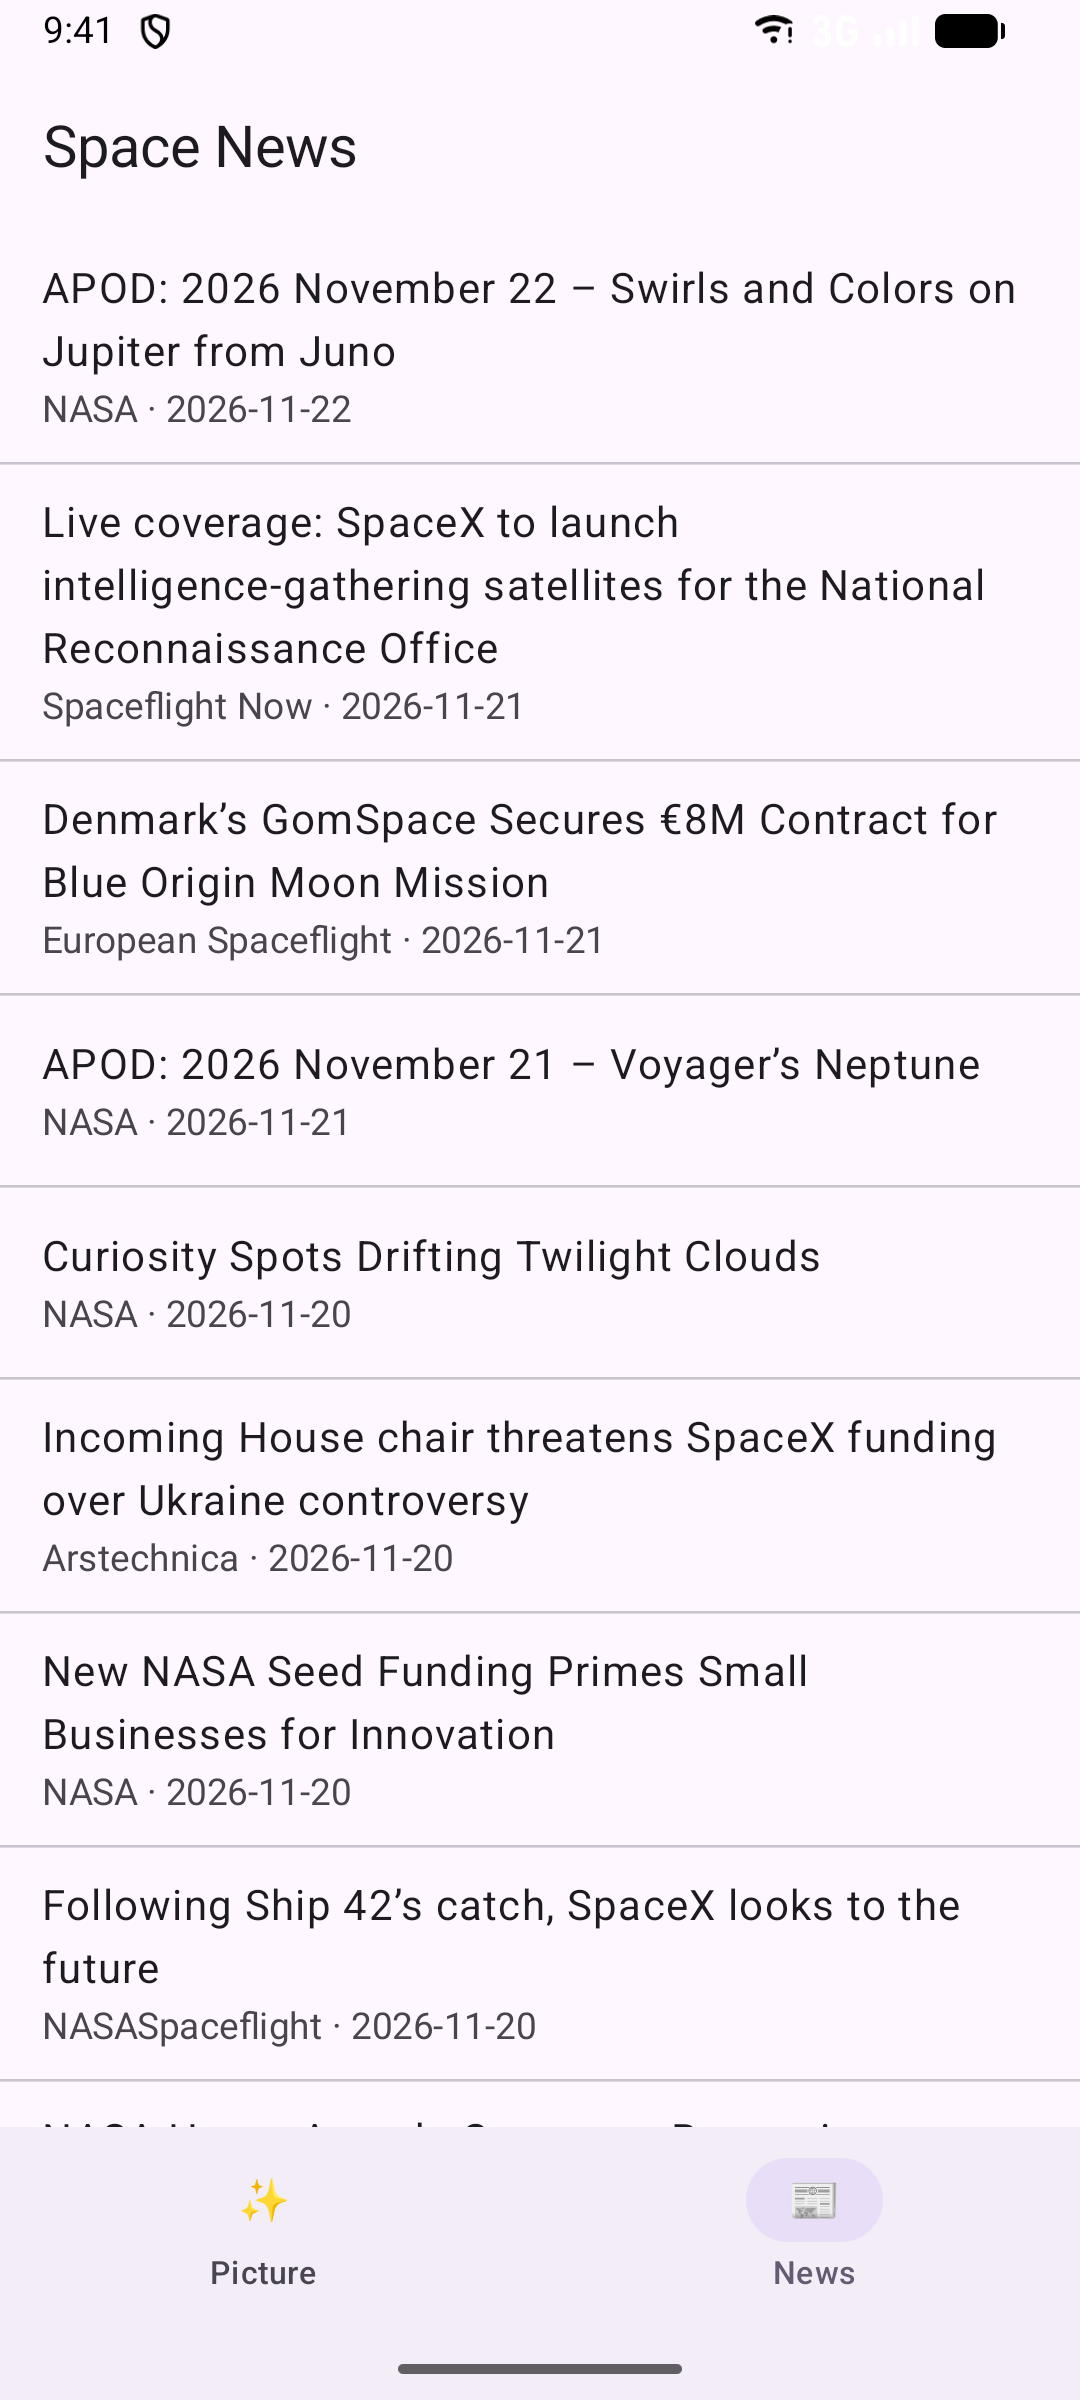 9:41
3G
Space News
APOD: 2026 November 22 – Swirls and Colors on
Jupiter from Juno
NASA · 2026-11-22
Live coverage: SpaceX to launch
intelligence-gathering satellites for the National
Reconnaissance Office
Spaceflight Now · 2026-11-21
Denmark’s GomSpace Secures €8M Contract for
Blue Origin Moon Mission
European Spaceflight · 2026-11-21
APOD: 2026 November 21 – Voyager’s Neptune
NASA · 2026-11-21
Curiosity Spots Drifting Twilight Clouds
NASA · 2026-11-20
Incoming House chair threatens SpaceX funding
over Ukraine controversy
Arstechnica · 2026-11-20
New NASA Seed Funding Primes Small
Businesses for Innovation
NASA · 2026-11-20
Following Ship 42’s catch, SpaceX looks to the
future
NASASpaceflight · 2026-11-20
Picture
News